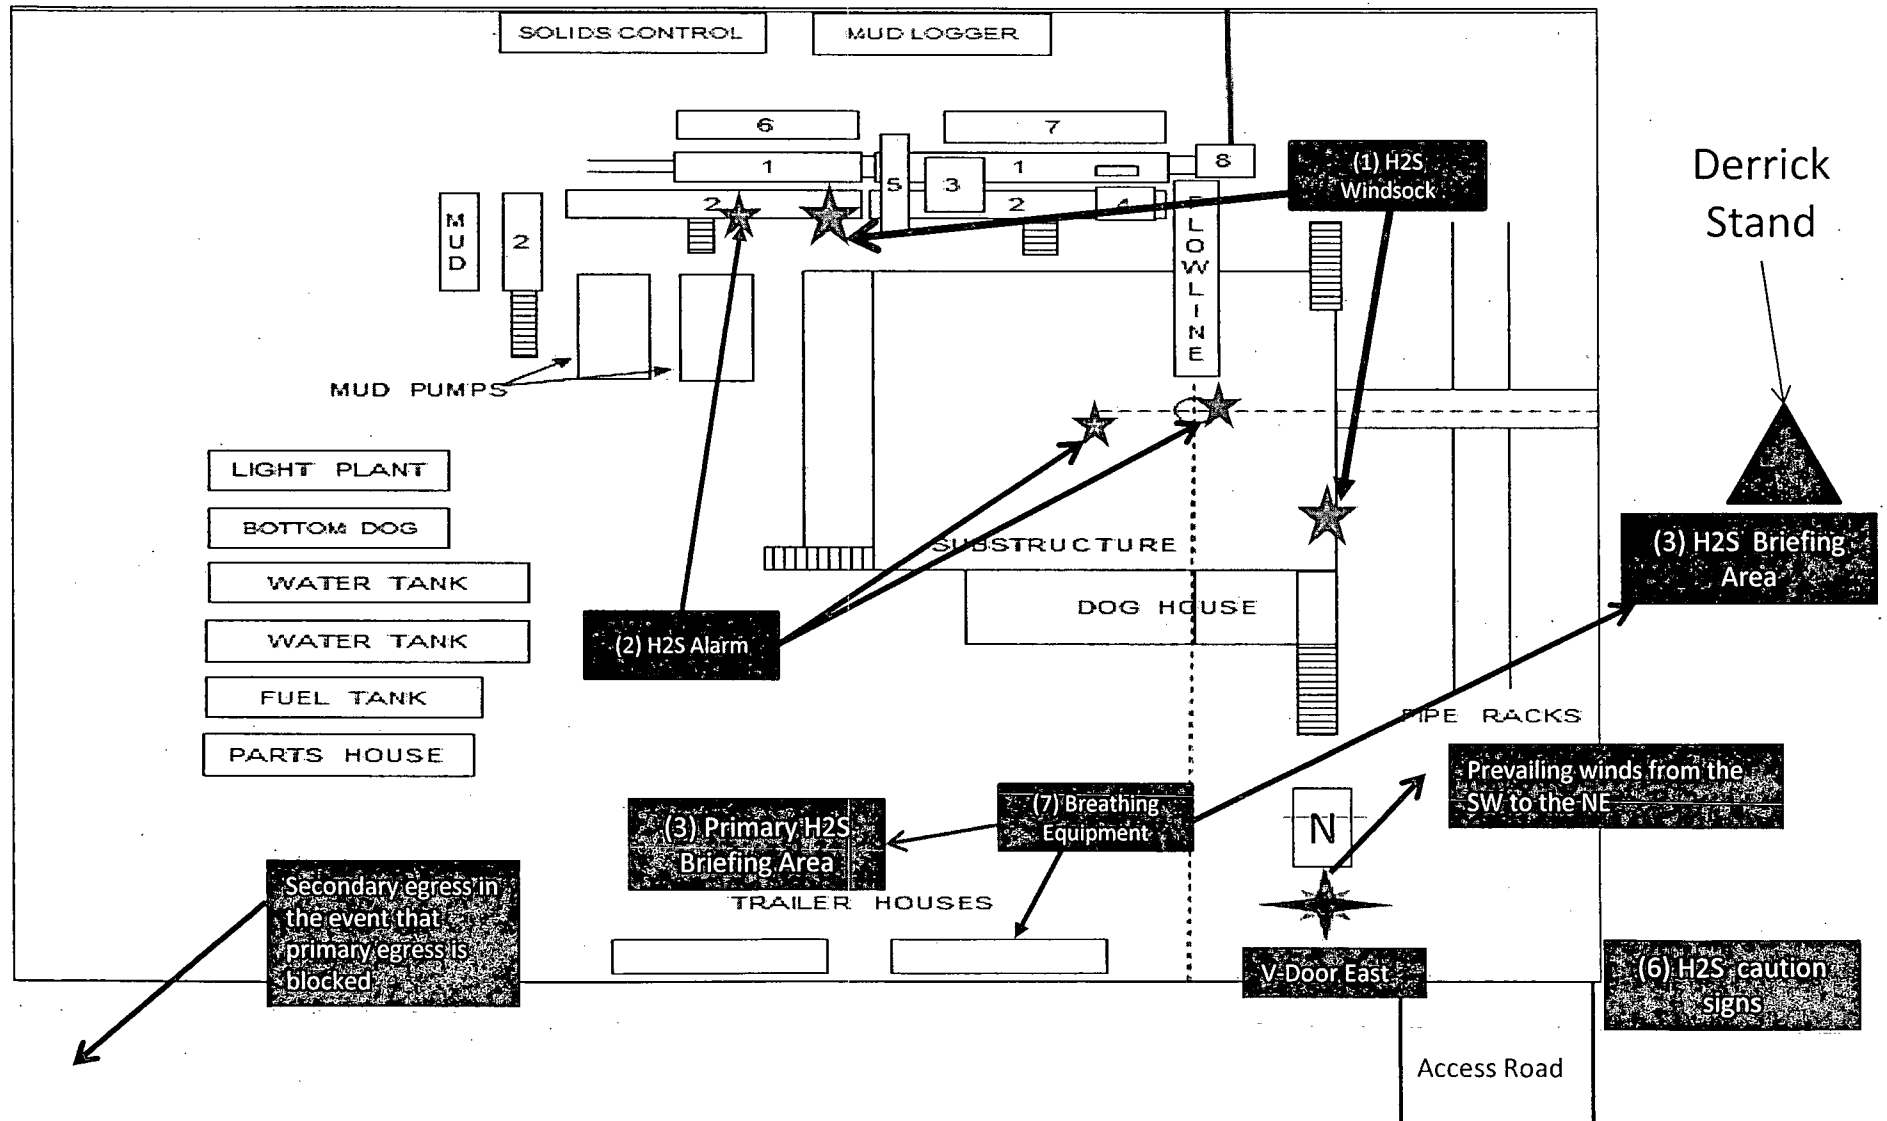 SOLIDS CONTROL
MUD LOGGER
6
7
1
1
8
5
3
2
2
4
(1) H2S
Windsock
Derrick
Stand
MUD
2
FLOWLINE
MUD PUMPS
LIGHT PLANT
BOTTOM DOG
WATER TANK
WATER TANK
FUEL TANK
PARTS HOUSE
SUBSTRUCTURE
(3) H2S Briefing
Area
DOG HOUSE
(2) H2S Alarm
PIPE RACKS
Prevailing winds from the
SW to the NE
(7) Breathing
Equipment
(3) Primary H2S
Briefing Area
N
TRAILER HOUSES
Secondary egress in
the event that
primary egress is
blocked
V-Door East
(6) H2S caution
signs
Access Road